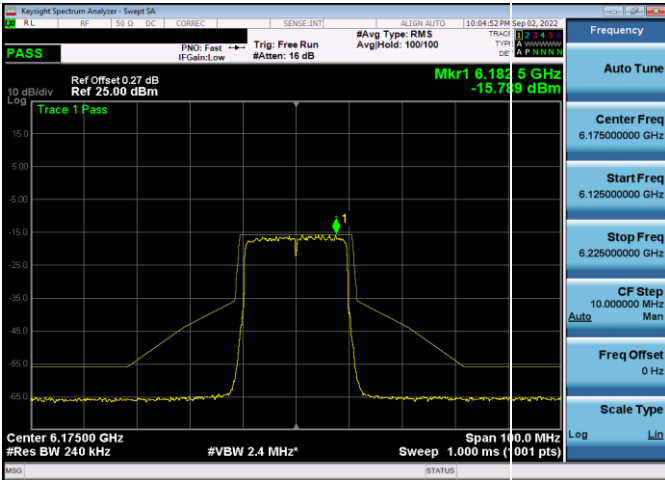 Keysight Spectrum Analyzer - Swept SA
RL RF 50 Ω DC CORREC SENSE:INT ALIGN AUTO 10:04:52 PM Sep 02, 2022
PASS
PNO: Fast
IFGain:Low
Trig: Free Run
#Atten: 16 dB
#Avg Type: RMS
Avg|Hold: 100/100
TRACE 1 2 3 4 5 6
TYPE A WWWWW
DET A P N N N N
Mkr1 6.182 5 GHz
-15.789 dBm
Ref Offset 0.27 dB
10 dB/div Ref 25.00 dBm
Log
Trace 1 Pass
15.0
5.00
-5.00
-15.0
-25.0
-35.0
-45.0
-55.0
-65.0
1
Center 6.17500 GHz Span 100.0 MHz
#Res BW 240 kHz #VBW 2.4 MHz* Sweep 1.000 ms (1001 pts)
MSG STATUS
Frequency
Auto Tune
Center Freq
6.175000000 GHz
Start Freq
6.125000000 GHz
Stop Freq
6.225000000 GHz
CF Step
10.000000 MHz
Auto Man
Freq Offset
0 Hz
Scale Type
Log Lin